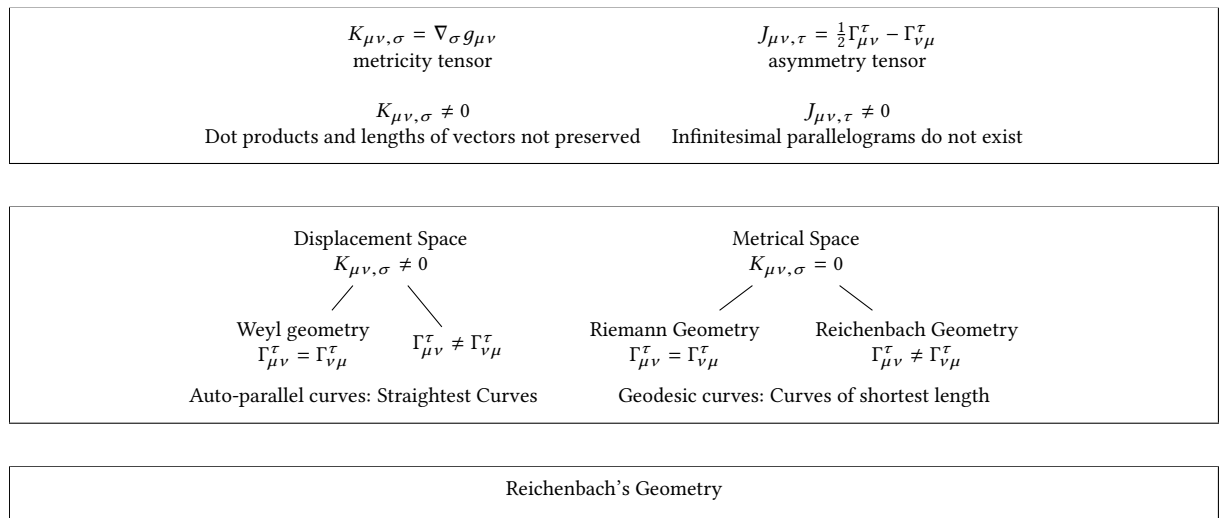 K_{μν,σ} = ∇_σ g_{μν} J_{μν,τ} = ½Γ^τ_{μν} − Γ^τ_{νμ}
metricity tensor asymmetry tensor
K_{μν,σ} ≠ 0 J_{μν,τ} ≠ 0
Dot products and lengths of vectors not preserved Infinitesimal parallelograms do not exist
Displacement Space Metrical Space
K_{μν,σ} ≠ 0 K_{μν,σ} = 0
Weyl geometry Riemann Geometry Reichenbach Geometry
Γ^τ_{μν} = Γ^τ_{νμ} Γ^τ_{μν} ≠ Γ^τ_{νμ} Γ^τ_{μν} = Γ^τ_{νμ} Γ^τ_{μν} ≠ Γ^τ_{νμ}
Auto-parallel curves: Straightest Curves Geodesic curves: Curves of shortest length
Reichenbach's Geometry